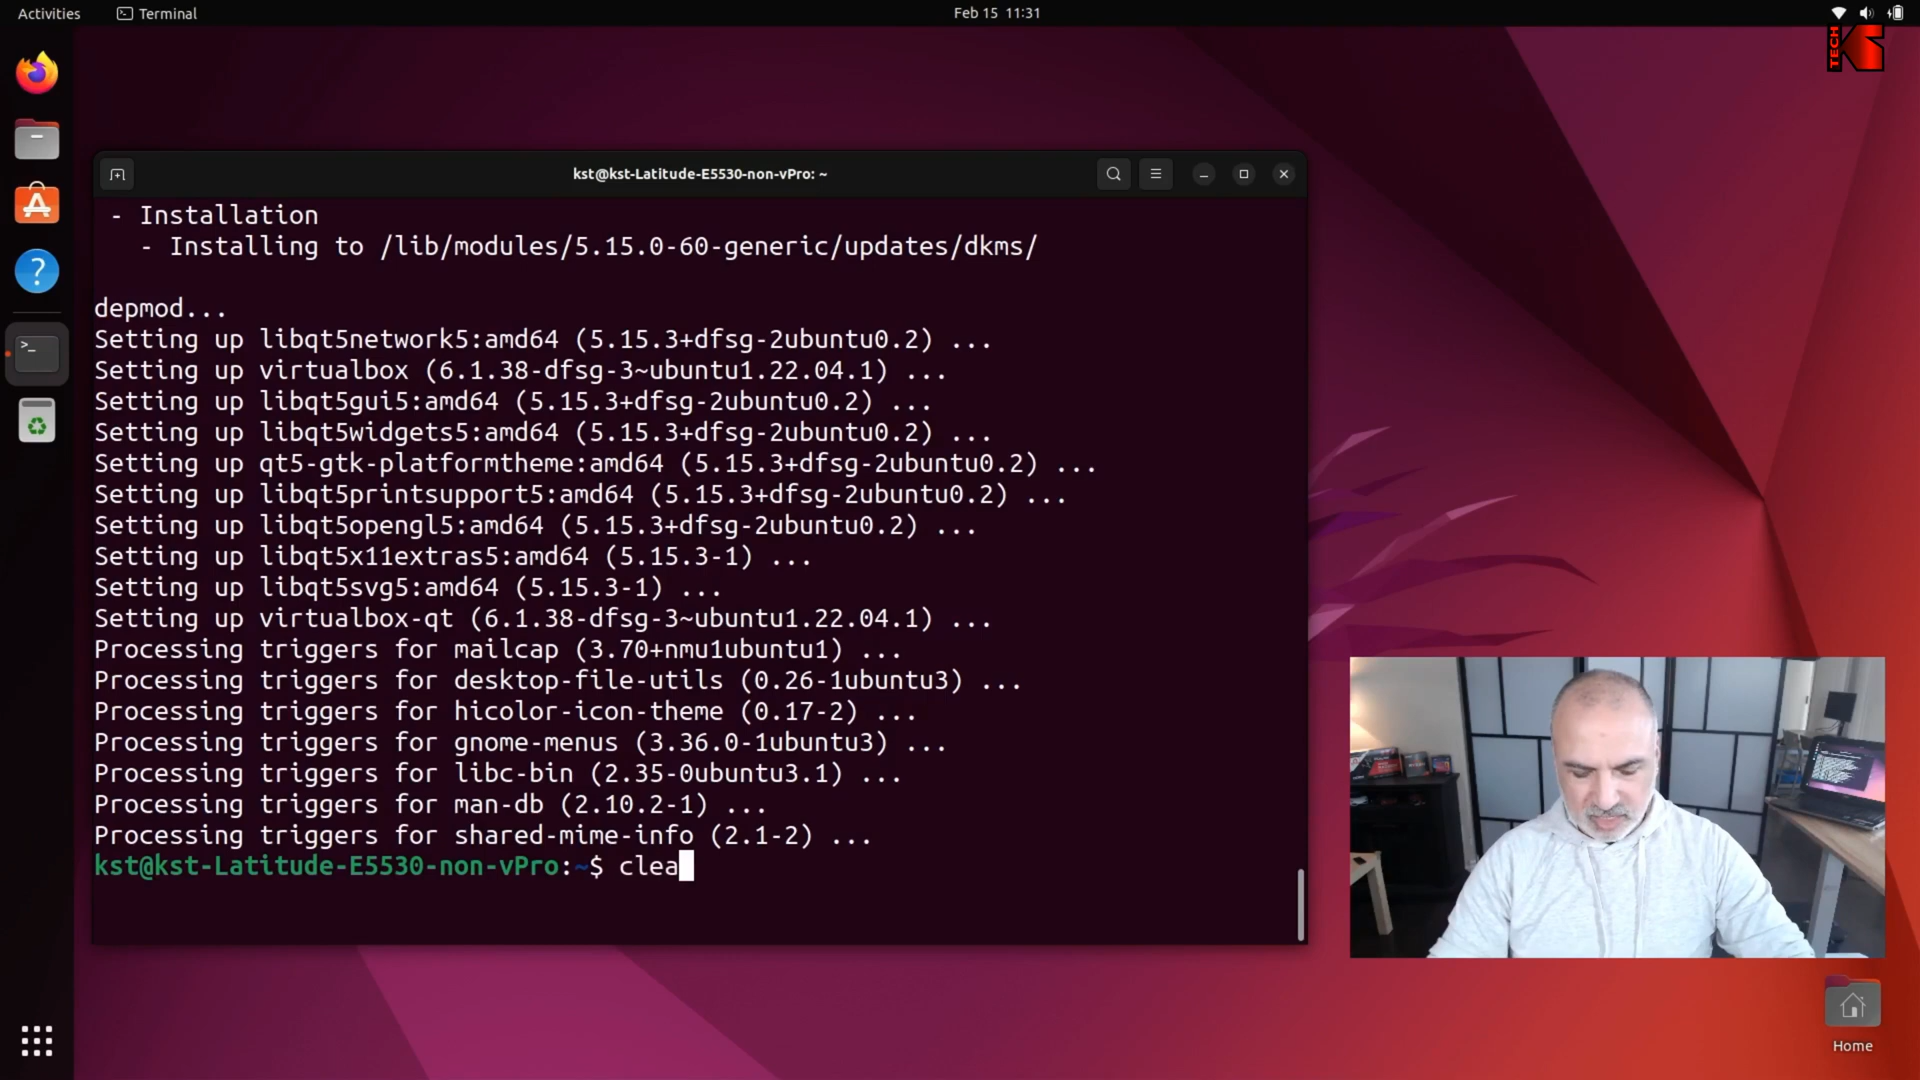 Activities
Terminal
Feb 15 11:31
TECH
KS
kst@kst-Latitude-E5530-non-vPro: ~
- Installation
- Installing to /lib/modules/5.15.0-60-generic/updates/dkms/
depmod...
Setting up libqt5network5:amd64 (5.15.3+dfsg-2ubuntu0.2) ...
Setting up virtualbox (6.1.38-dfsg-3~ubuntu1.22.04.1) ...
Setting up libqt5gui5:amd64 (5.15.3+dfsg-2ubuntu0.2) ...
Setting up libqt5widgets5:amd64 (5.15.3+dfsg-2ubuntu0.2) ...
Setting up qt5-gtk-platformtheme:amd64 (5.15.3+dfsg-2ubuntu0.2) ...
Setting up libqt5printsupport5:amd64 (5.15.3+dfsg-2ubuntu0.2) ...
Setting up libqt5opengl5:amd64 (5.15.3+dfsg-2ubuntu0.2) ...
Setting up libqt5x11extras5:amd64 (5.15.3-1) ...
Setting up libqt5svg5:amd64 (5.15.3-1) ...
Setting up virtualbox-qt (6.1.38-dfsg-3~ubuntu1.22.04.1) ...
Processing triggers for mailcap (3.70+nmu1ubuntu1) ...
Processing triggers for desktop-file-utils (0.26-1ubuntu3) ...
Processing triggers for hicolor-icon-theme (0.17-2) ...
Processing triggers for gnome-menus (3.36.0-1ubuntu3) ...
Processing triggers for libc-bin (2.35-0ubuntu3.1) ...
Processing triggers for man-db (2.10.2-1) ...
Processing triggers for shared-mime-info (2.1-2) ...
kst@kst-Latitude-E5530-non-vPro:~$ clea
Home